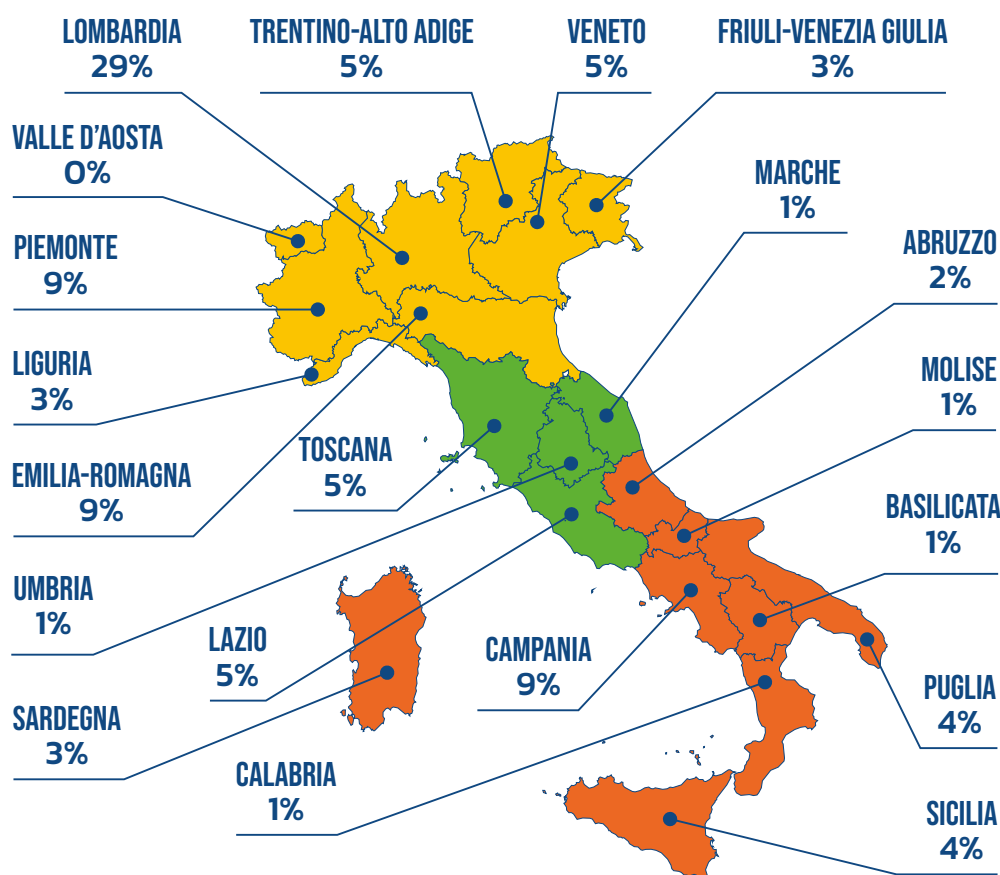 LOMBARDIA
29%
TRENTINO-ALTO ADIGE
5%
VENETO
5%
FRIULI-VENEZIA GIULIA
3%
VALLE D'AOSTA
0%
MARCHE
1%
PIEMONTE
9%
ABRUZZO
2%
LIGURIA
3%
MOLISE
1%
TOSCANA
5%
EMILIA-ROMAGNA
9%
BASILICATA
1%
UMBRIA
1%
LAZIO
5%
CAMPANIA
9%
PUGLIA
4%
SARDEGNA
3%
CALABRIA
1%
SICILIA
4%